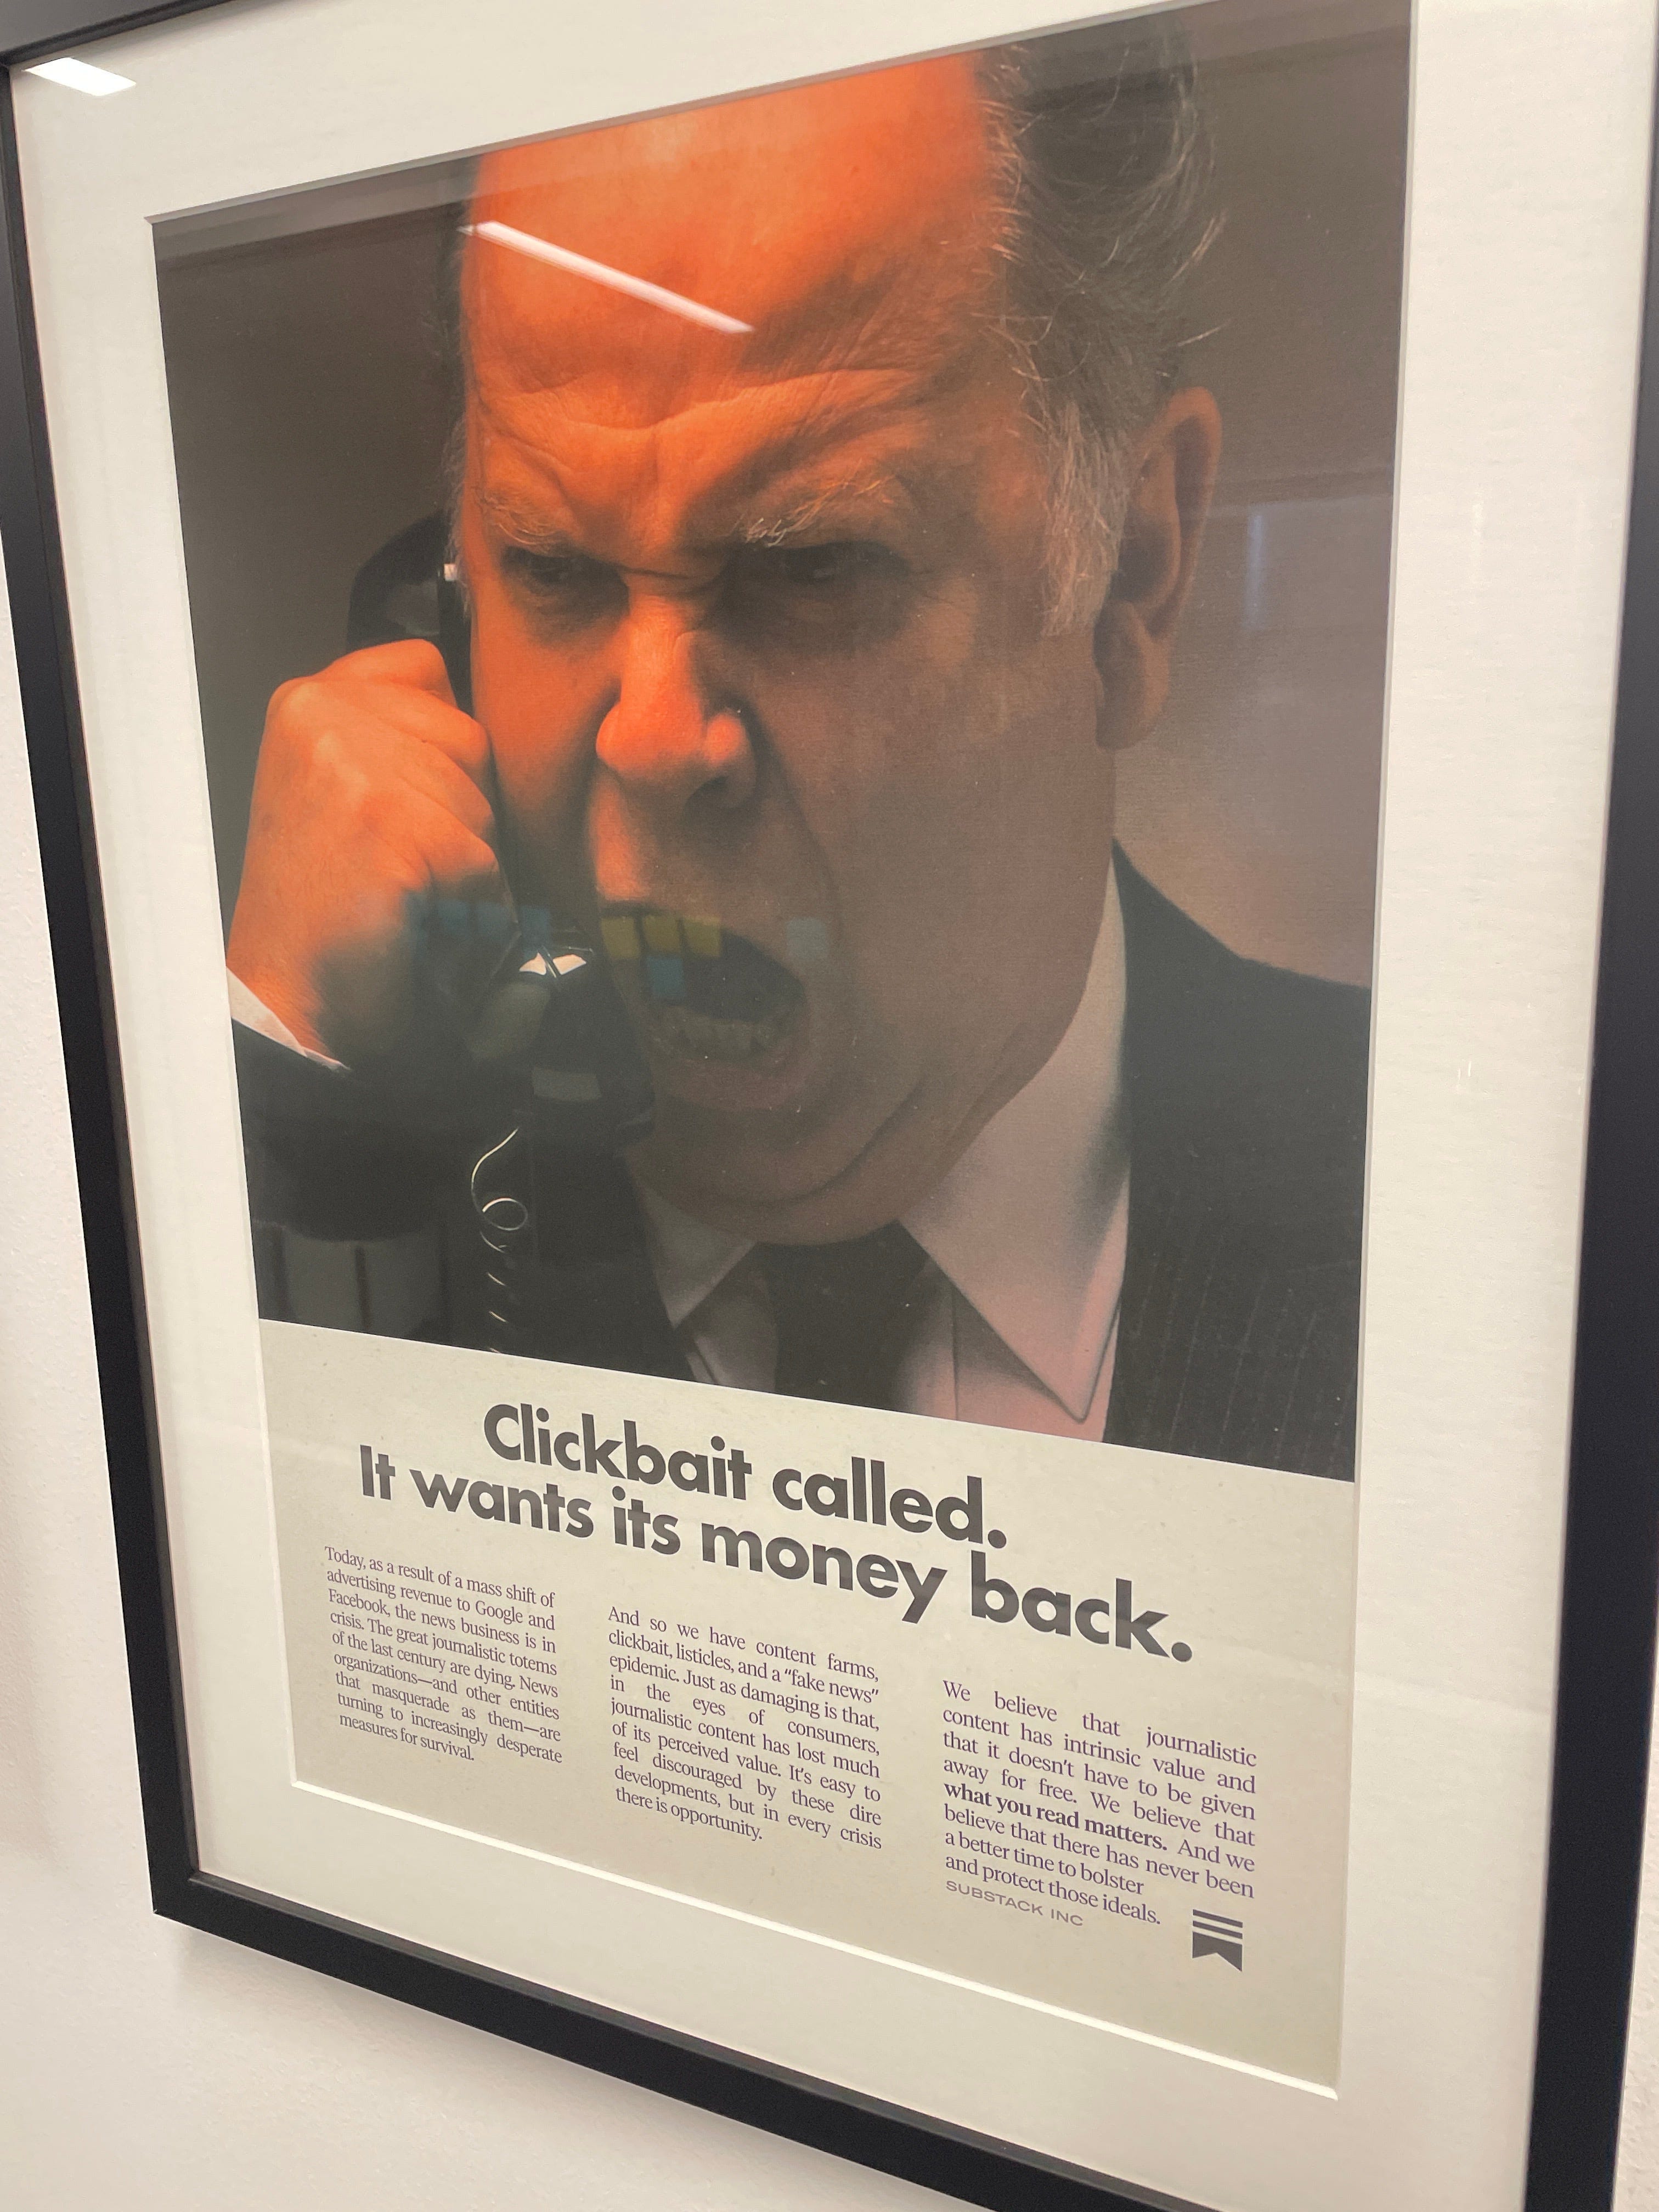 Clickbait called.
It wants its money back.
Today, as a result of a mass shift of
advertising revenue to Google and
Facebook, the news business is in
crisis. The great journalistic totems
of the last century are dying. News
organizations—and other entities
that masquerade as them—are
turning to increasingly desperate
measures for survival.
And so we have content farms,
clickbait, listicles, and a "fake news"
epidemic. Just as damaging is that,
in the eyes of consumers,
journalistic content has lost much
of its perceived value. It's easy to
feel discouraged by these dire
developments, but in every crisis
there is opportunity.
We believe that journalistic
content has intrinsic value and
that it doesn't have to be given
away for free. We believe that
what you read matters. And we
believe that there has never been
a better time to bolster
and protect those ideals.
SUBSTACK INC